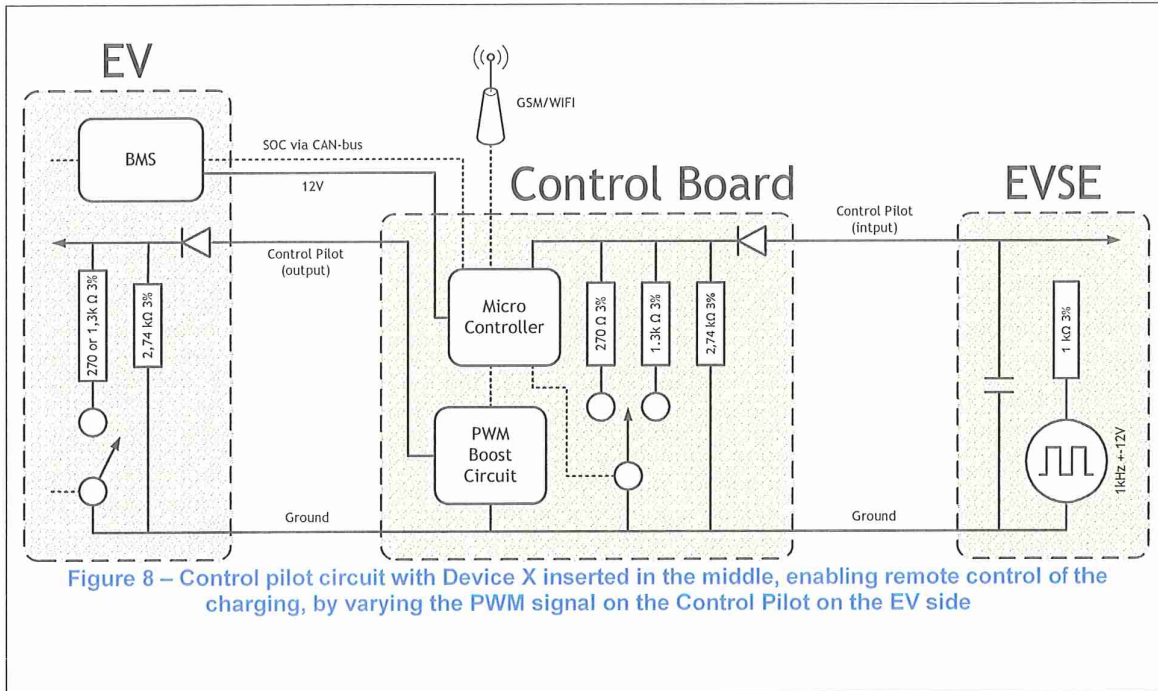 EV
GSM/WIFI
BMS
SOC via CAN-bus
12V
Control Board
EVSE
Control Pilot
(intput)
Control Pilot
(output)
270 or 1,3k Ω 3%
2,74 kΩ 3%
Micro
Controller
270 Ω 3%
1.3k Ω 3%
2,74 kΩ 3%
1 kΩ 3%
PWM
Boost
Circuit
1kHz +-12V
Ground
Ground
Figure 8 – Control pilot circuit with Device X inserted in the middle, enabling remote control of the
charging, by varying the PWM signal on the Control Pilot on the EV side